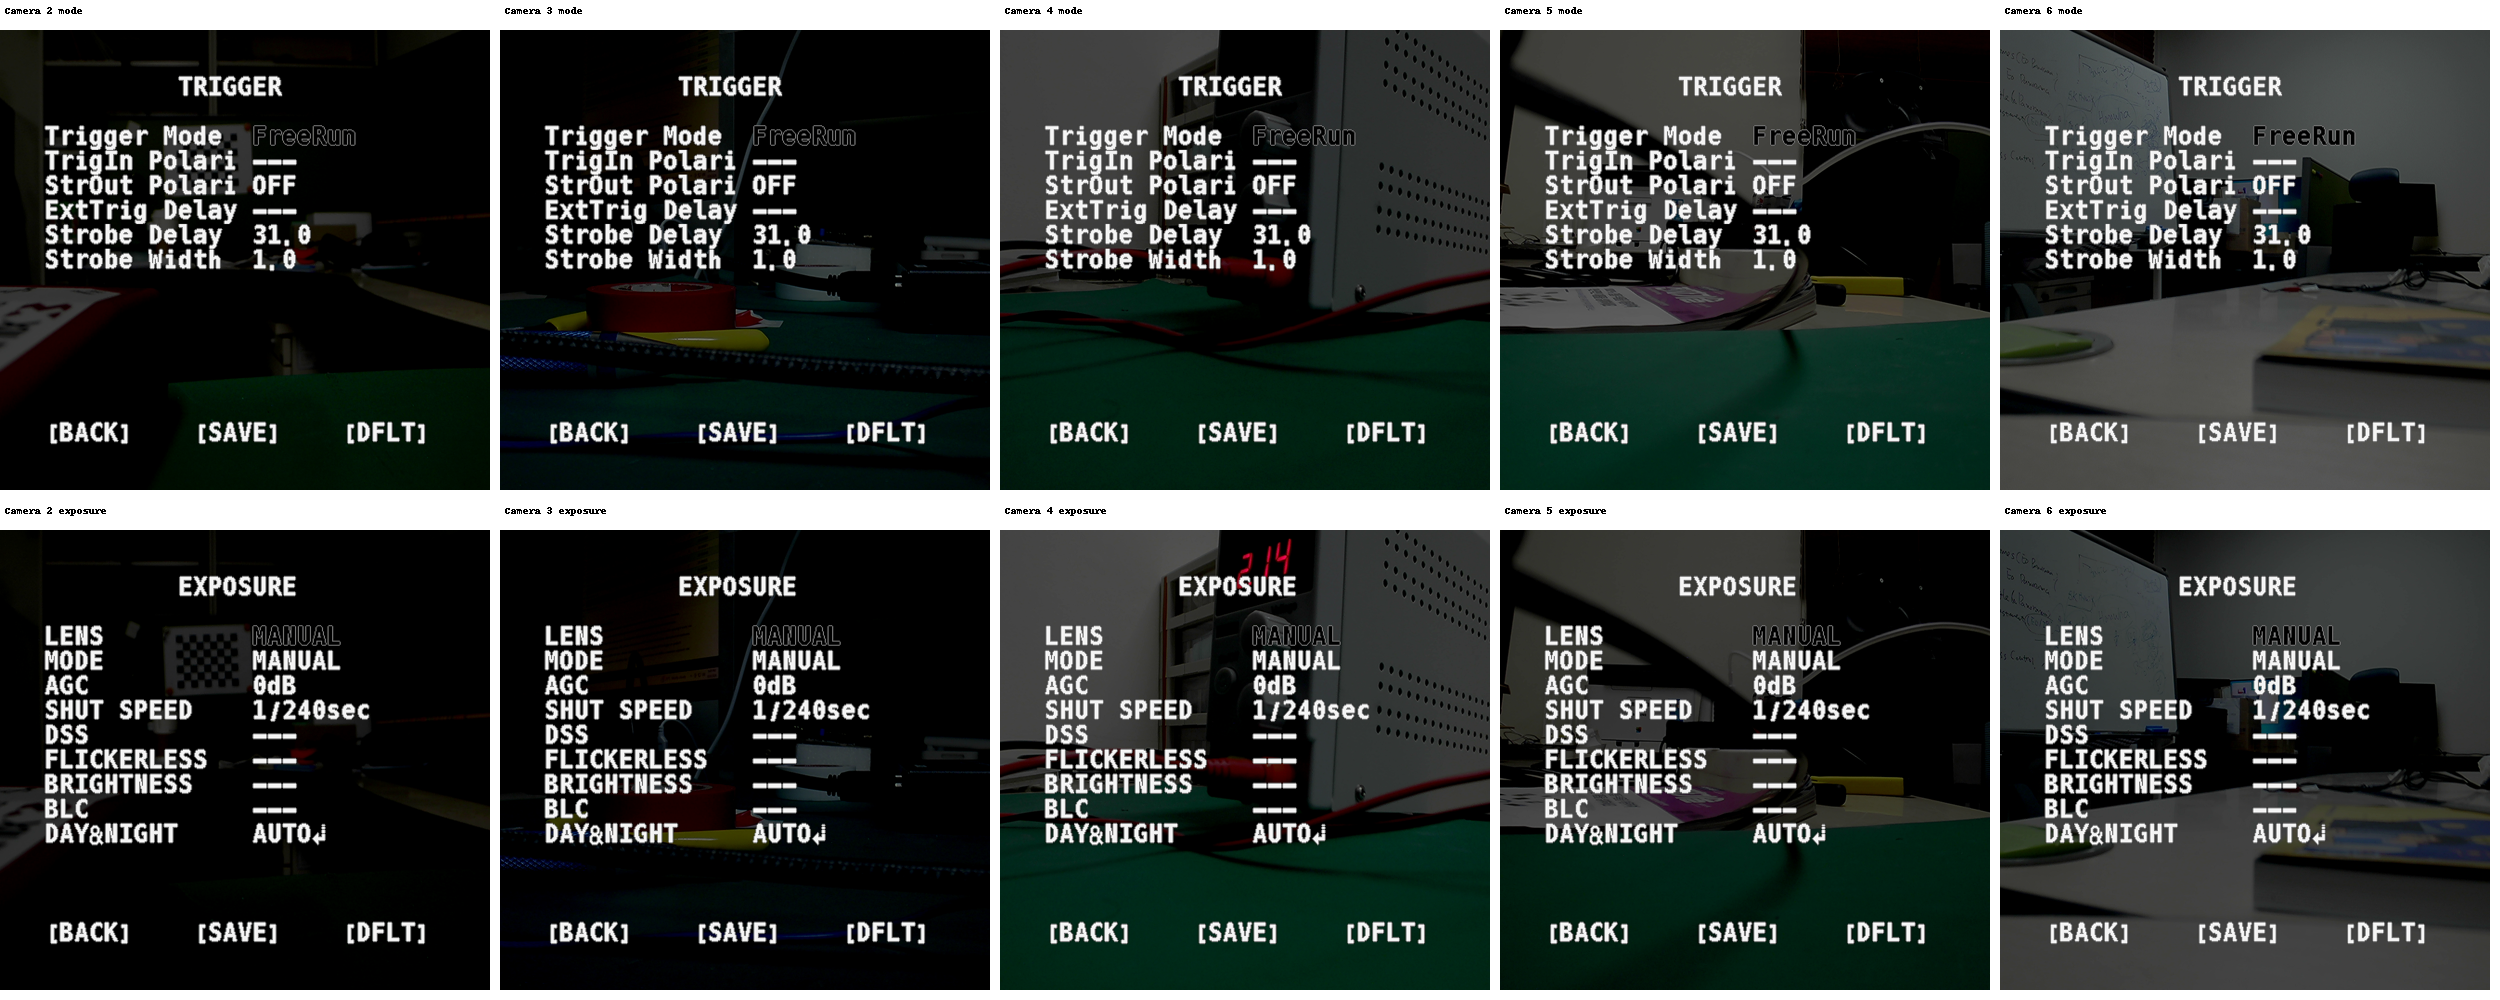 Camera 2 mode
TRIGGER
Trigger Mode FreeRun
TrigIn Polari ---
StrOut Polari OFF
ExtTrig Delay ---
Strobe Delay 31.0
Strobe Width 1.0
[BACK] [SAVE] [DFLT]
Camera 3 mode
TRIGGER
Trigger Mode FreeRun
TrigIn Polari ---
StrOut Polari OFF
ExtTrig Delay ---
Strobe Delay 31.0
Strobe Width 1.0
[BACK] [SAVE] [DFLT]
Camera 4 mode
TRIGGER
Trigger Mode FreeRun
TrigIn Polari ---
StrOut Polari OFF
ExtTrig Delay ---
Strobe Delay 31.0
Strobe Width 1.0
[BACK] [SAVE] [DFLT]
Camera 5 mode
TRIGGER
Trigger Mode FreeRun
TrigIn Polari ---
StrOut Polari OFF
ExtTrig Delay ---
Strobe Delay 31.0
Strobe Width 1.0
[BACK] [SAVE] [DFLT]
Camera 6 mode
TRIGGER
Trigger Mode FreeRun
TrigIn Polari ---
StrOut Polari OFF
ExtTrig Delay ---
Strobe Delay 31.0
Strobe Width 1.0
[BACK] [SAVE] [DFLT]
Camera 2 exposure
EXPOSURE
LENS MANUAL
MODE MANUAL
AGC 0dB
SHUT SPEED 1/240sec
DSS ---
FLICKERLESS ---
BRIGHTNESS ---
BLC ---
DAY&NIGHT AUTO↲
[BACK] [SAVE] [DFLT]
Camera 3 exposure
EXPOSURE
LENS MANUAL
MODE MANUAL
AGC 0dB
SHUT SPEED 1/240sec
DSS ---
FLICKERLESS ---
BRIGHTNESS ---
BLC ---
DAY&NIGHT AUTO↲
[BACK] [SAVE] [DFLT]
Camera 4 exposure
214
EXPOSURE
LENS MANUAL
MODE MANUAL
AGC 0dB
SHUT SPEED 1/240sec
DSS ---
FLICKERLESS ---
BRIGHTNESS ---
BLC ---
DAY&NIGHT AUTO↲
[BACK] [SAVE] [DFLT]
Camera 5 exposure
EXPOSURE
LENS MANUAL
MODE MANUAL
AGC 0dB
SHUT SPEED 1/240sec
DSS ---
FLICKERLESS ---
BRIGHTNESS ---
BLC ---
DAY&NIGHT AUTO↲
[BACK] [SAVE] [DFLT]
Camera 6 exposure
EXPOSURE
LENS MANUAL
MODE MANUAL
AGC 0dB
SHUT SPEED 1/240sec
DSS ---
FLICKERLESS ---
BRIGHTNESS ---
BLC ---
DAY&NIGHT AUTO↲
[BACK] [SAVE] [DFLT]